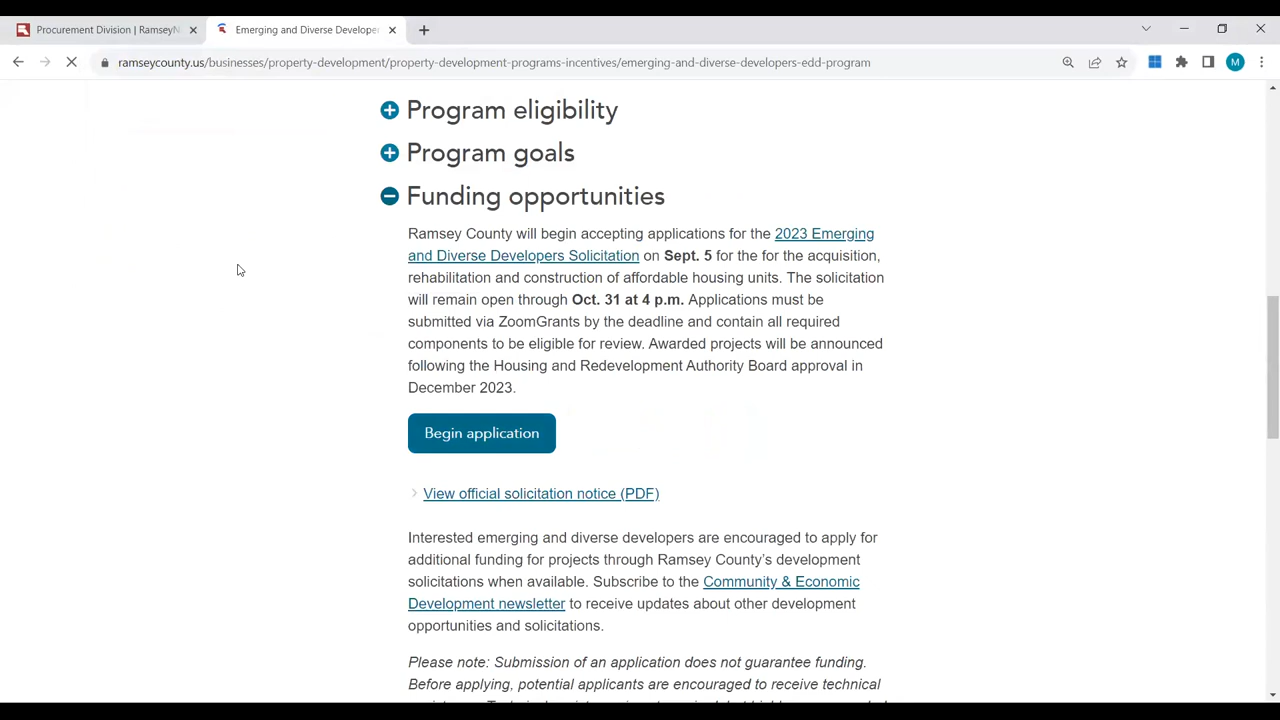 Procurement Division | RamseyN
Emerging and Diverse Develope
ramseycounty.us/businesses/property-development/property-development-programs-incentives/emerging-and-diverse-developers-edd-program
M
Program eligibility
Program goals
Funding opportunities
Ramsey County will begin accepting applications for the 2023 Emerging
and Diverse Developers Solicitation on Sept. 5 for the for the acquisition,
rehabilitation and construction of affordable housing units. The solicitation
will remain open through Oct. 31 at 4 p.m. Applications must be
submitted via ZoomGrants by the deadline and contain all required
components to be eligible for review. Awarded projects will be announced
following the Housing and Redevelopment Authority Board approval in
December 2023.
Begin application
View official solicitation notice (PDF)
Interested emerging and diverse developers are encouraged to apply for
additional funding for projects through Ramsey County's development
solicitations when available. Subscribe to the Community & Economic
Development newsletter to receive updates about other development
opportunities and solicitations.
Please note: Submission of an application does not guarantee funding.
Before applying, potential applicants are encouraged to receive technical